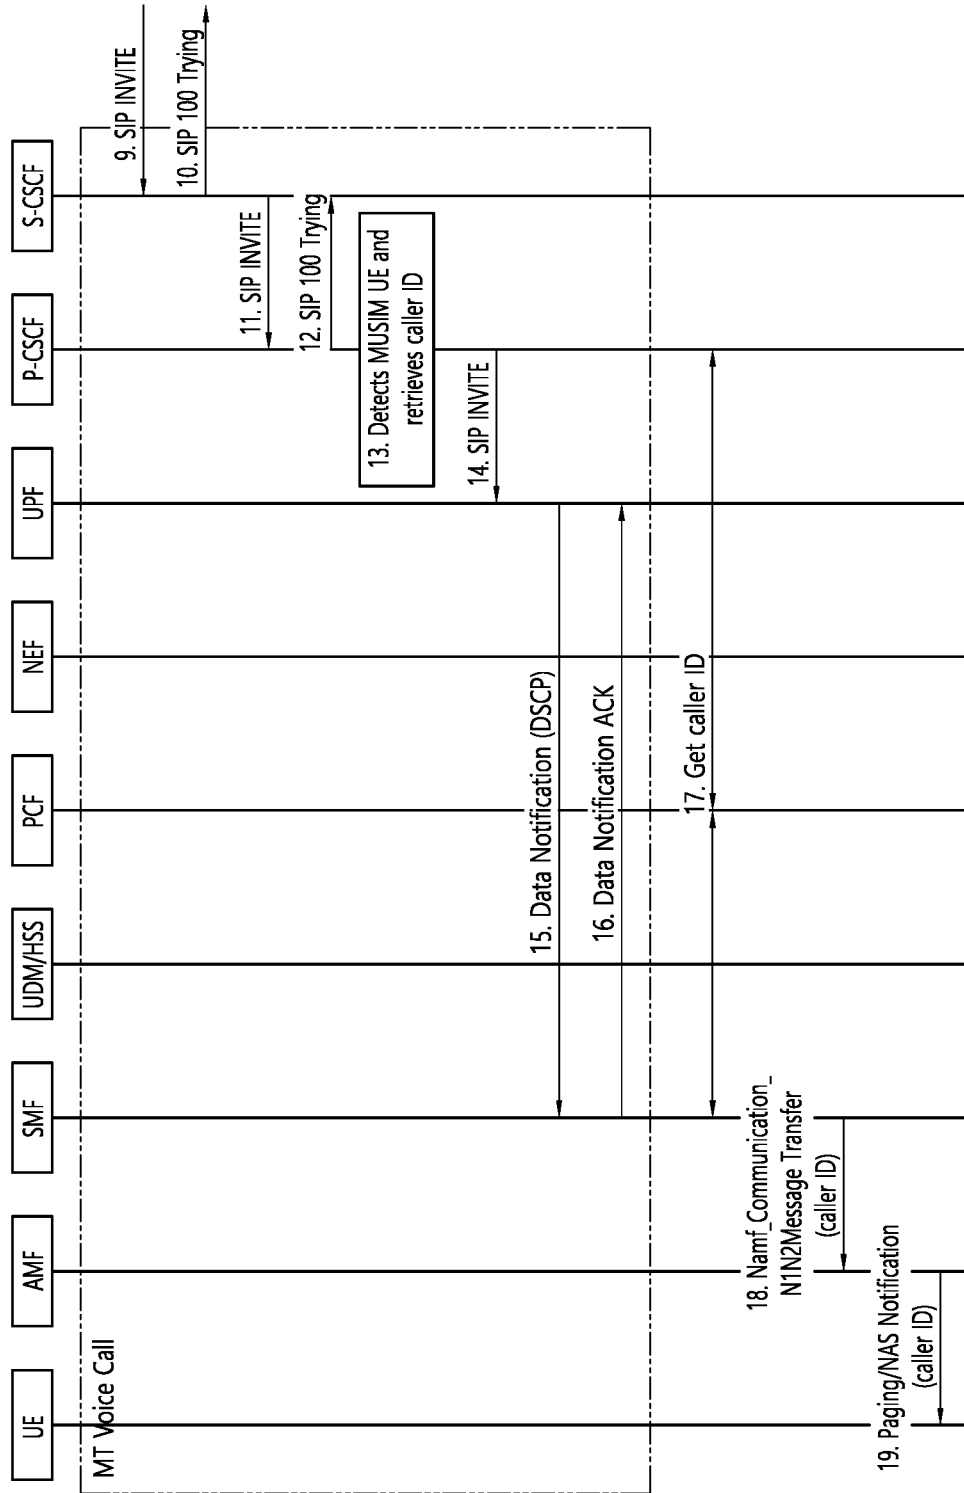 UE
AMF
SMF
UDM/HSS
PCF
NEF
UPF
P-CSCF
S-CSCF
MT Voice Call
9. SIP INVITE
10. SIP 100 Trying
11. SIP INVITE
12. SIP 100 Trying
13. Detects MUSIM UE and
retrieves caller ID
14. SIP INVITE
15. Data Notification (DSCP)
16. Data Notification ACK
17. Get caller ID
18. Namf_Communication_
N1N2Message Transfer
(caller ID)
19. Paging/NAS Notification
(caller ID)